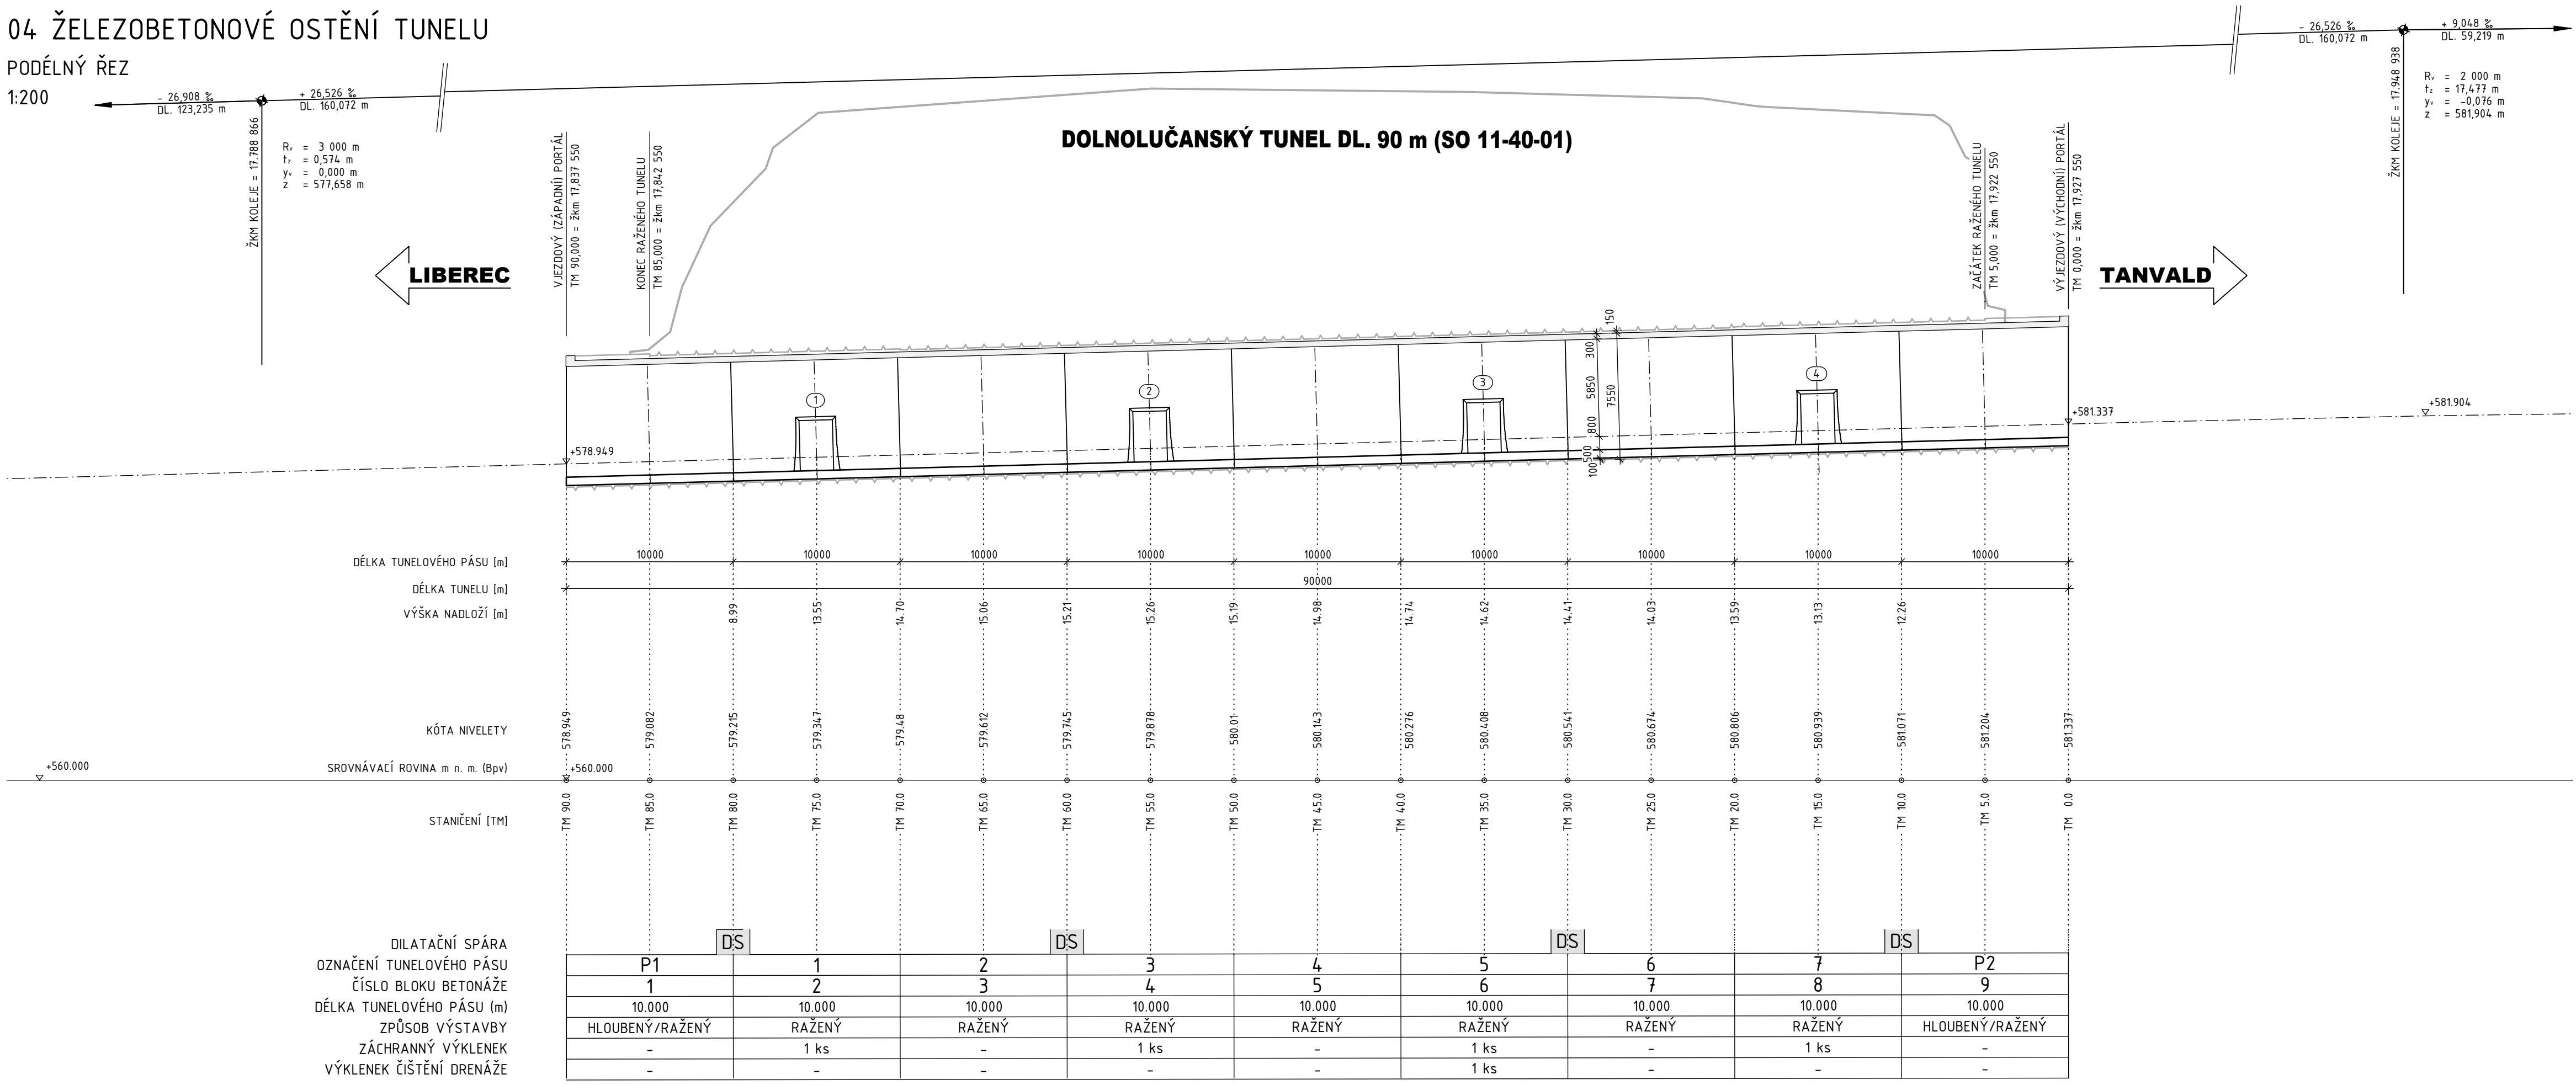 04 ŽELEZOBETONOVÉ OSTĚNÍ TUNELU
PODÉLNÝ ŘEZ
1:200
- 26,908 ‰
DL. 123,235 m
+ 26,526 ‰
DL. 160,072 m
ŽKM KOLEJE = 17.788 866
Rᵥ = 3 000 m
t𝓏 = 0,574 m
yᵥ = 0,000 m
z = 577,658 m
- 26,526 ‰
DL. 160,072 m
+ 9,048 ‰
DL. 59,219 m
ŽKM KOLEJE = 17.948 938
Rᵥ = 2 000 m
t𝓏 = 17,477 m
yᵥ = -0,076 m
z = 581,904 m
DOLNOLUČANSKÝ TUNEL DL. 90 m (SO 11-40-01)
VJEZDOVÝ (ZÁPADNÍ) PORTÁL
TM 90,000 = žkm 17,837 550
KONEC RAŽENÉHO TUNELU
TM 85,000 = žkm 17,842 550
ZAČÁTEK RAŽENÉHO TUNELU
TM 5,000 = žkm 17,922 550
VÝJEZDOVÝ (VÝCHODNÍ) PORTÁL
TM 0,000 = žkm 17,927 550
LIBEREC
TANVALD
1
2
3
4
150
300
5850
7550
800
500
100
+578.949
+581.337
+581.904
DÉLKA TUNELOVÉHO PÁSU [m] 10000 10000 10000 10000 10000 10000 10000 10000 10000
DÉLKA TUNELU [m] 90000
VÝŠKA NADLOŽÍ [m] 8.99 13.55 14.70 15.06 15.21 15.26 15.19 14.98 14.74 14.62 14.41 14.03 13.59 13.13 12.26
KÓTA NIVELETY 578.949 579.082 579.215 579.347 579.48 579.612 579.745 579.878 580.01 580.143 580.276 580.408 580.541 580.674 580.806 580.939 581.071 581.204 581.337
+560.000 SROVNÁVACÍ ROVINA m n. m. (Bpv) +560.000
STANIČENÍ [TM] TM 90.0 TM 85.0 TM 80.0 TM 75.0 TM 70.0 TM 65.0 TM 60.0 TM 55.0 TM 50.0 TM 45.0 TM 40.0 TM 35.0 TM 30.0 TM 25.0 TM 20.0 TM 15.0 TM 10.0 TM 5.0 TM 0.0
DILATAČNÍ SPÁRA DS DS DS DS
OZNAČENÍ TUNELOVÉHO PÁSU P1 1 2 3 4 5 6 7 P2
ČÍSLO BLOKU BETONÁŽE 1 2 3 4 5 6 7 8 9
DÉLKA TUNELOVÉHO PÁSU (m) 10.000 10.000 10.000 10.000 10.000 10.000 10.000 10.000 10.000
ZPŮSOB VÝSTAVBY HLOUBENÝ/RAŽENÝ RAŽENÝ RAŽENÝ RAŽENÝ RAŽENÝ RAŽENÝ RAŽENÝ RAŽENÝ HLOUBENÝ/RAŽENÝ
ZÁCHRANNÝ VÝKLENEK - 1 ks - 1 ks - 1 ks - 1 ks -
VÝKLENEK ČIŠTĚNÍ DRENÁŽE - - - - - 1 ks - - -